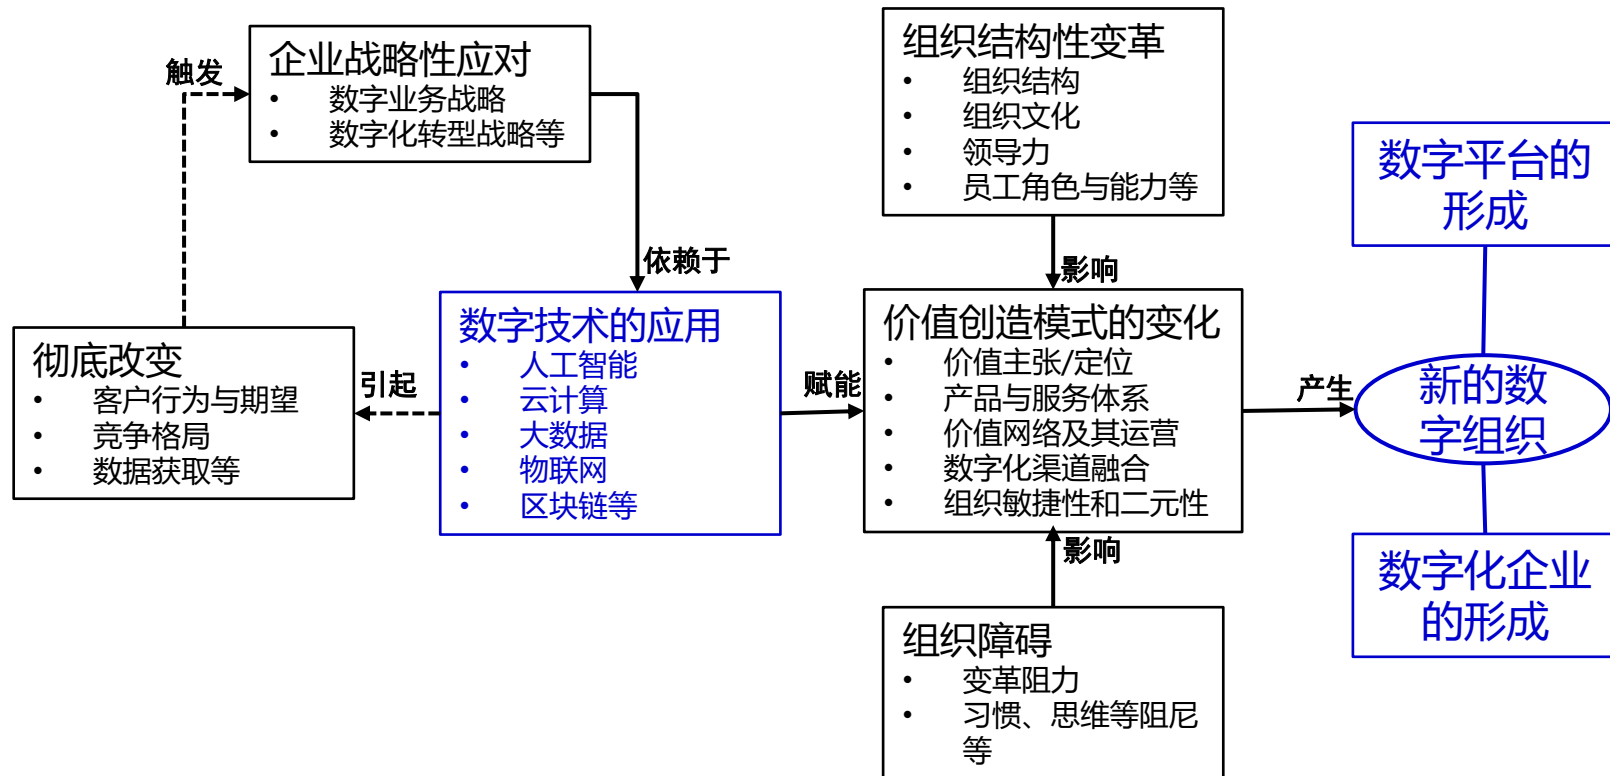 企业战略性应对
• 数字业务战略
• 数字化转型战略等
触发
依赖于
彻底改变
• 客户行为与期望
• 竞争格局
• 数据获取等
引起
数字技术的应用
• 人工智能
• 云计算
• 大数据
• 物联网
• 区块链等
赋能
组织结构性变革
• 组织结构
• 组织文化
• 领导力
• 员工角色与能力等
影响
价值创造模式的变化
• 价值主张/定位
• 产品与服务体系
• 价值网络及其运营
• 数字化渠道融合
• 组织敏捷性和二元性
影响
组织障碍
• 变革阻力
• 习惯、思维等阻尼
等
产生
数字平台的
形成
新的数
字组织
数字化企业
的形成